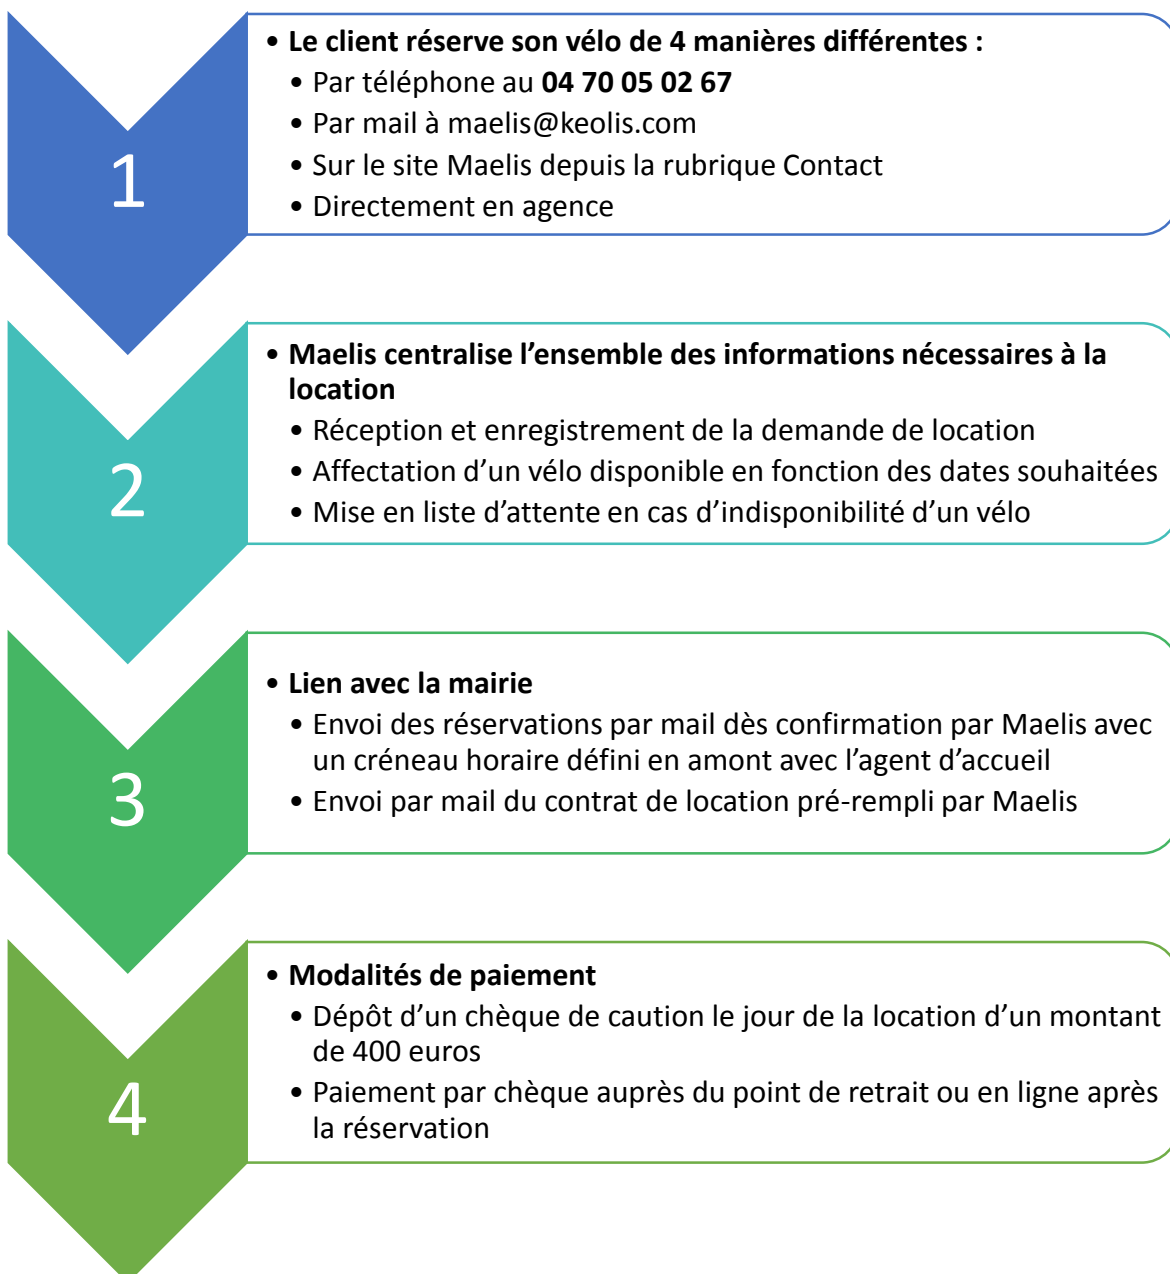 1
• Le client réserve son vélo de 4 manières différentes :
• Par téléphone au 04 70 05 02 67
• Par mail à maelis@keolis.com
• Sur le site Maelis depuis la rubrique Contact
• Directement en agence
2
• Maelis centralise l’ensemble des informations nécessaires à la
location
• Réception et enregistrement de la demande de location
• Affectation d’un vélo disponible en fonction des dates souhaitées
• Mise en liste d’attente en cas d’indisponibilité d’un vélo
3
• Lien avec la mairie
• Envoi des réservations par mail dès confirmation par Maelis avec
un créneau horaire défini en amont avec l’agent d’accueil
• Envoi par mail du contrat de location pré-rempli par Maelis
4
• Modalités de paiement
• Dépôt d’un chèque de caution le jour de la location d’un montant
de 400 euros
• Paiement par chèque auprès du point de retrait ou en ligne après
la réservation